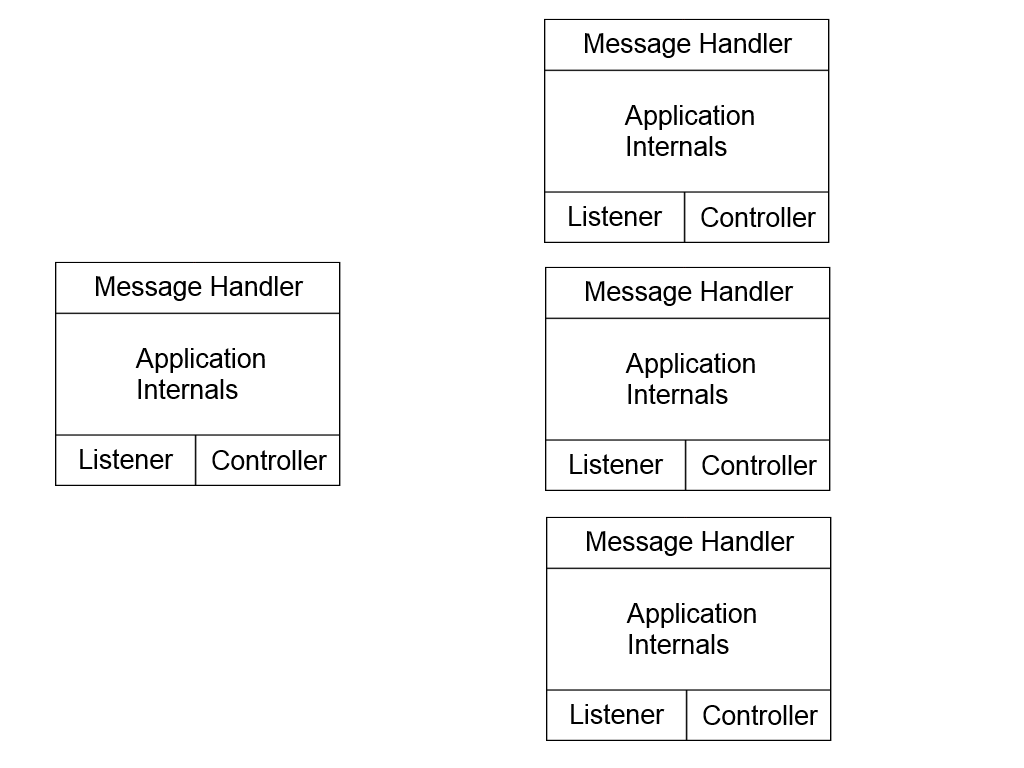 Message Handler
Application
Internals
Listener
Controller
Message Handler
Application
Internals
Listener
Controller
Message Handler
Application
Internals
Listener
Controller
Message Handler
Application
Internals
Listener
Controller